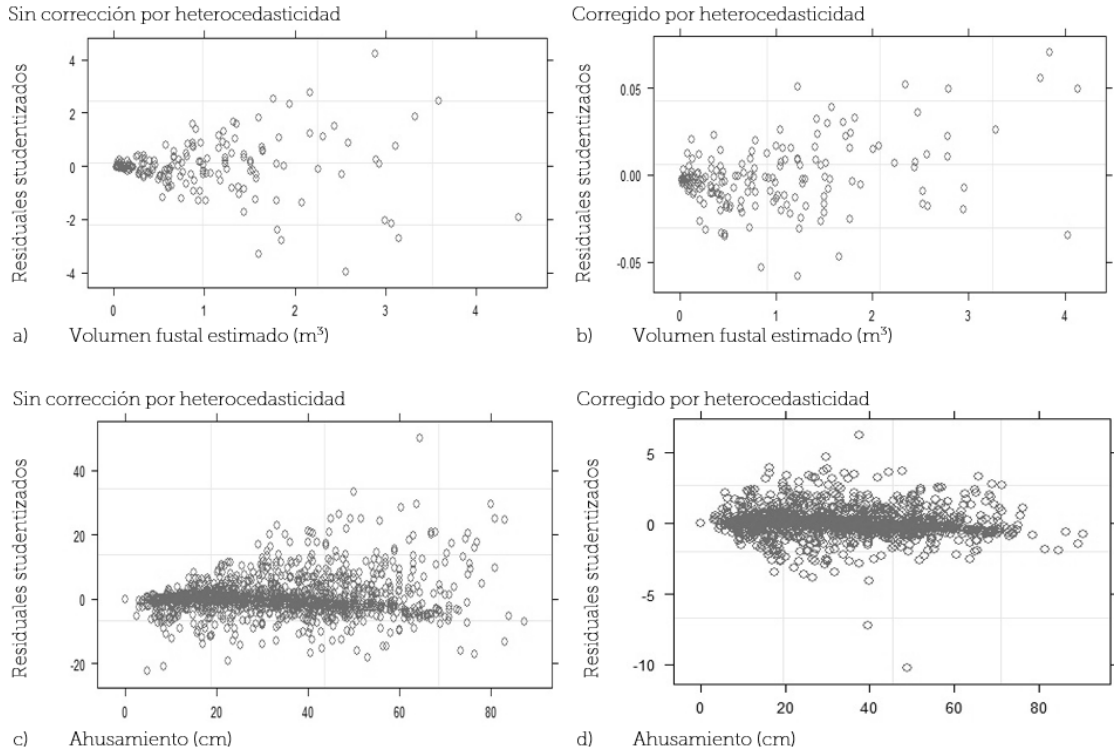 Sin corrección por heterocedasticidad
Residuales studentizados
4
2
0
-2
-4
0 1 2 3 4
a) Volumen fustal estimado (m³)
Corregido por heterocedasticidad
Residuales studentizados
0.05
0.00
-0.05
0 1 2 3 4
b) Volumen fustal estimado (m³)
Sin corrección por heterocedasticidad
Residuales studentizados
40
20
0
-20
0 20 40 60 80
c) Ahusamiento (cm)
Corregido por heterocedasticidad
Residuales studentizados
5
0
-5
-10
0 20 40 60 80
d) Ahusamiento (cm)